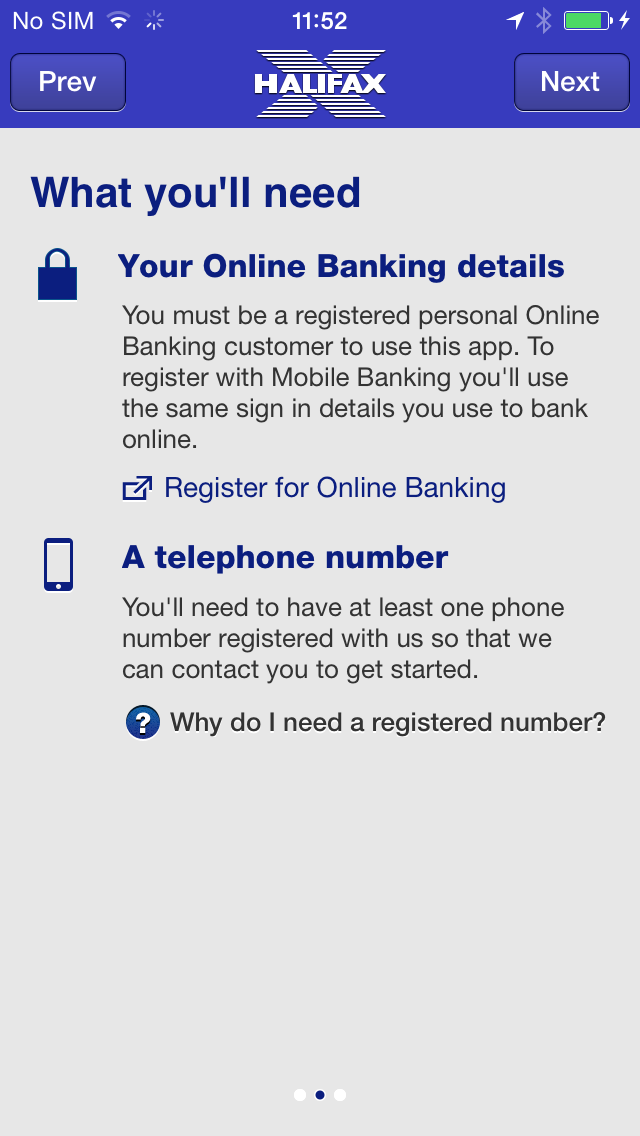 No SIM 11:52
Prev HALIFAX Next
What you'll need
Your Online Banking details
You must be a registered personal Online
Banking customer to use this app. To
register with Mobile Banking you'll use
the same sign in details you use to bank
online.
Register for Online Banking
A telephone number
You'll need to have at least one phone
number registered with us so that we
can contact you to get started.
? Why do I need a registered number?